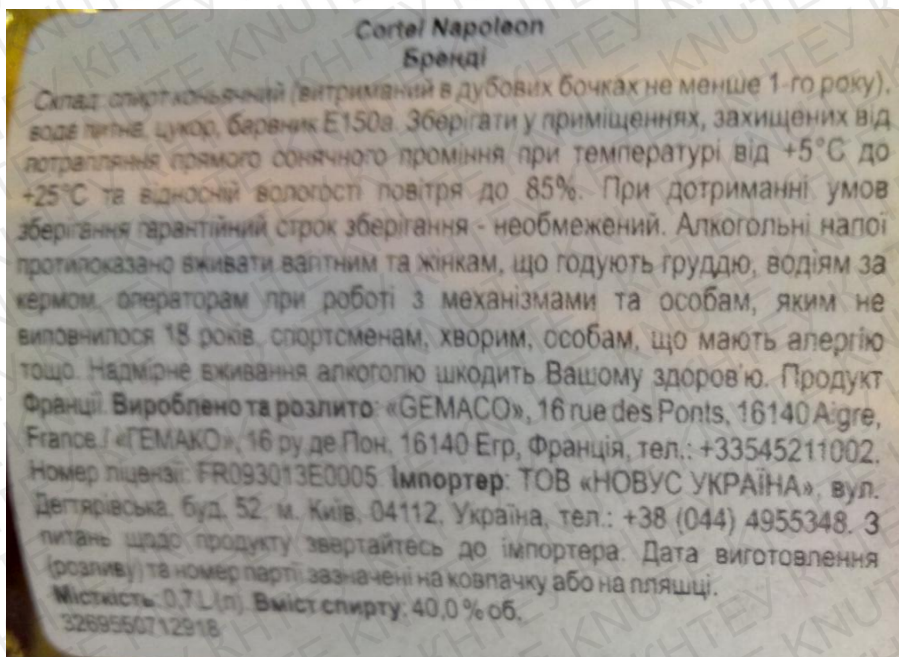 Cortel Napoleon
Бренді
Склад: спирт коньячний (витриманий в дубових бочках не менше 1-го року),
вода питна, цукор, барвник Е150а. Зберігати у приміщеннях, захищених від
потрапляння прямого сонячного проміння при температурі від +5°С до
+25°С та відносній вологості повітря до 85%. При дотриманні умов
зберігання гарантійний строк зберігання - необмежений. Алкогольні напої
протипоказано вживати вагітним та жінкам, що годують груддю, водіям за
кермом, операторам при роботі з механізмами та особам, яким не
виповнилося 18 років, спортсменам, хворим, особам, що мають алергію
тощо. Надмірне вживання алкоголю шкодить Вашому здоров'ю. Продукт
Франції. Вироблено та розлито: «GEMACO», 16 rue des Ponts, 16140 Aigre,
France / «ГЕМАКО», 16 ру де Пон, 16140 Егр, Франція, тел.: +33545211002.
Номер ліцензії: FR093013E0005. Імпортер: ТОВ «НОВУС УКРАЇНА», вул.
Дегтярівська, буд. 52, м. Київ, 04112, Україна, тел.: +38 (044) 4955348. З
питань щодо продукту звертайтесь до імпортера. Дата виготовлення
(розливу) та номер партії зазначені на ковпачку або на пляшці.
Місткість: 0,7 L (л). Вміст спирту: 40,0 % об.
3269550712918
KHTEY KNUTE